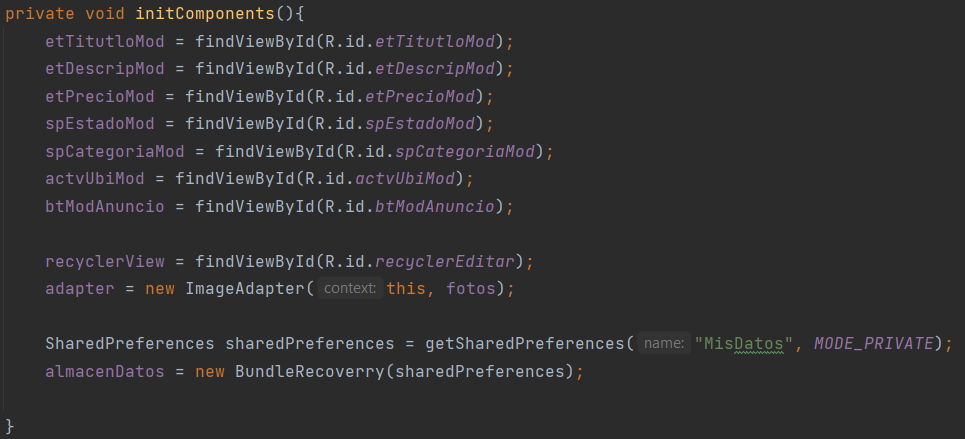 private void initComponents(){
etTitutloMod = findViewById(R.id.etTitutloMod);
etDescripMod = findViewById(R.id.etDescripMod);
etPrecioMod = findViewById(R.id.etPrecioMod);
spEstadoMod = findViewById(R.id.spEstadoMod);
spCategoriaMod = findViewById(R.id.spCategoriaMod);
actvUbiMod = findViewById(R.id.actvUbiMod);
btModAnuncio = findViewById(R.id.btModAnuncio);
recyclerView = findViewById(R.id.recyclerEditar);
adapter = new ImageAdapter( context: this, fotos);
SharedPreferences sharedPreferences = getSharedPreferences( name: "MisDatos", MODE_PRIVATE);
almacenDatos = new BundleRecoverry(sharedPreferences);
}